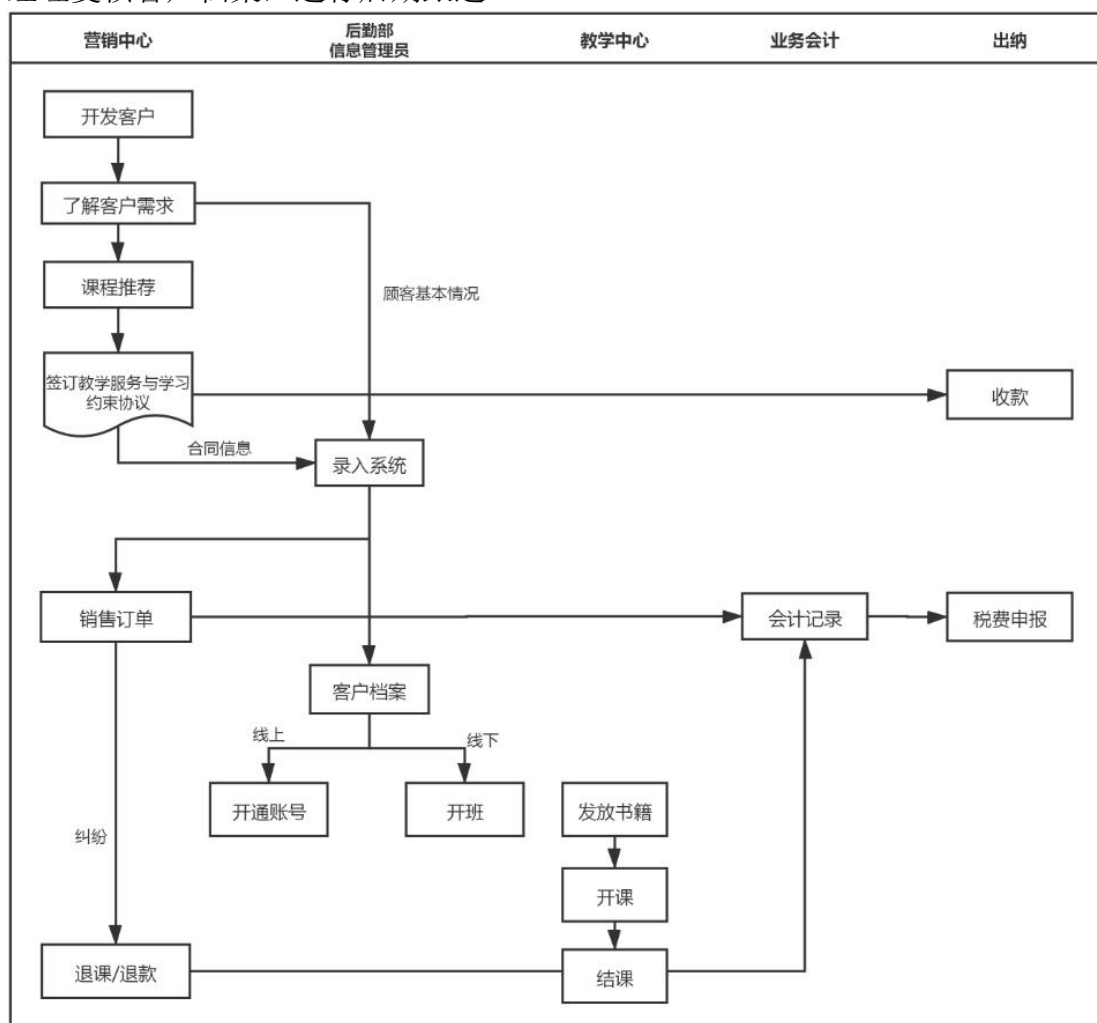 营销中心
后勤部
信息管理员
教学中心
业务会计
出纳
开发客户
了解客户需求
课程推荐
顾客基本情况
签订教学服务与学习
约束协议
收款
合同信息
录入系统
销售订单
会计记录
税费申报
客户档案
线上
线下
开通账号
开班
发放书籍
纠纷
开课
退课/退款
结课